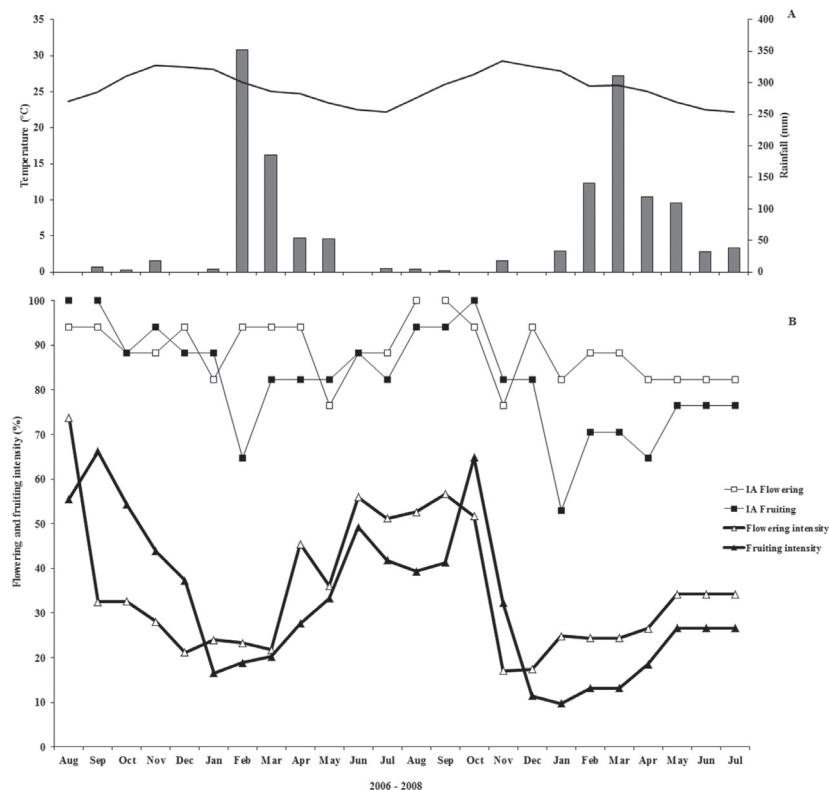 A
35
30
25
20
15
10
5
0
Temperature (°C)
400
350
300
250
200
150
100
50
0
Rainfall (mm)
B
100
90
80
70
60
50
40
30
20
10
0
Flowering and fruiting intensity (%)
IA Flowering
IA Fruiting
Flowering intensity
Fruiting intensity
Aug Sep Oct Nov Dec Jan Feb Mar Apr May Jun Jul Aug Sep Oct Nov Dec Jan Feb Mar Apr May Jun Jul
2006 - 2008